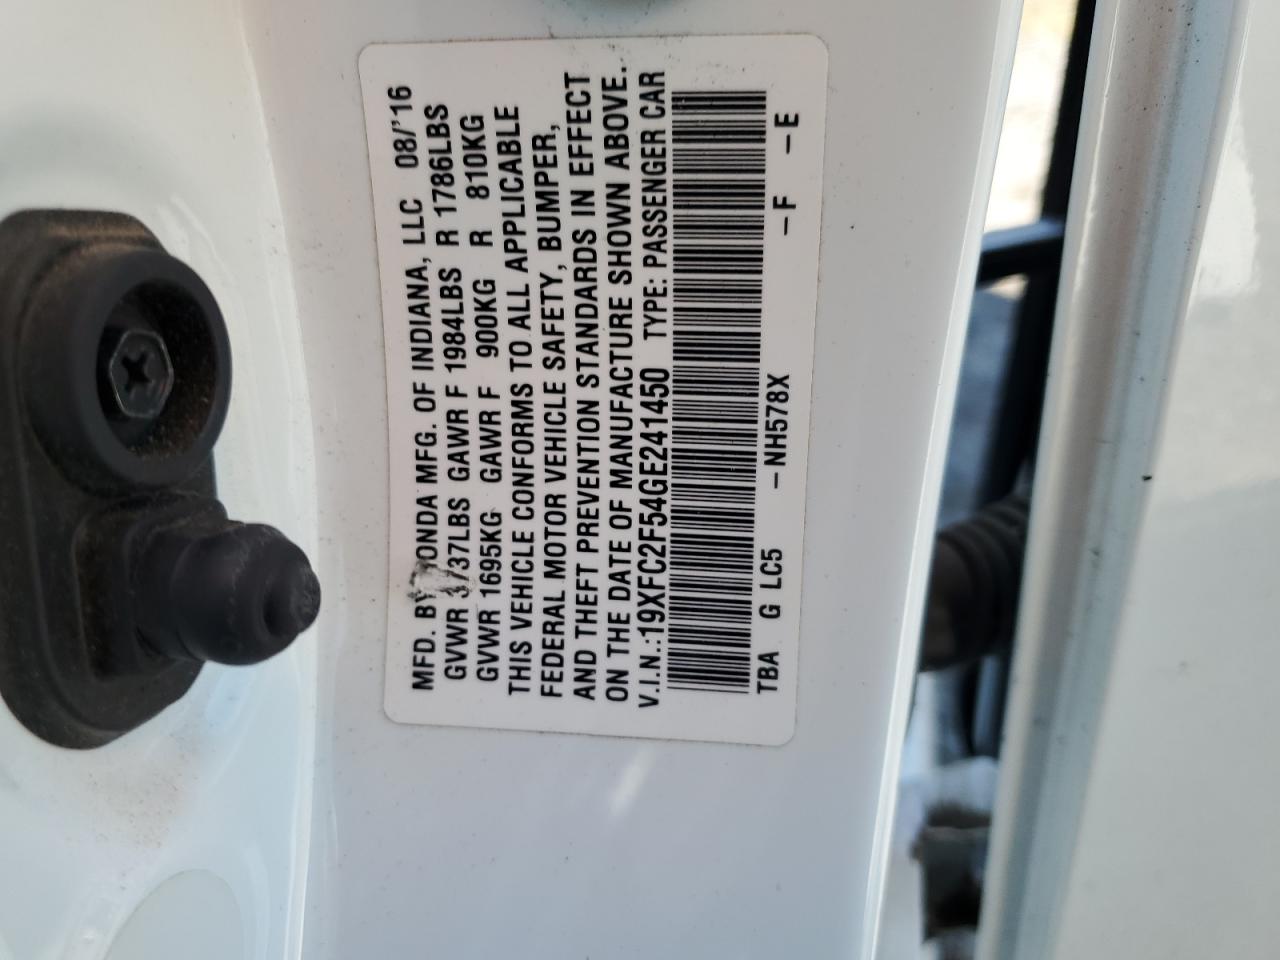 MFD. BY HONDA MFG. OF INDIANA, LLC 08/'16
GVWR 3737LBS GAWR F 1984LBS R 1786LBS
GVWR 1695KG GAWR F 900KG R 810KG
THIS VEHICLE CONFORMS TO ALL APPLICABLE
FEDERAL MOTOR VEHICLE SAFETY, BUMPER,
AND THEFT PREVENTION STANDARDS IN EFFECT
ON THE DATE OF MANUFACTURE SHOWN ABOVE.
V.I.N.:19XFC2F54GE241450 TYPE: PASSENGER CAR
TBA G LC5 -NH578X -F -E